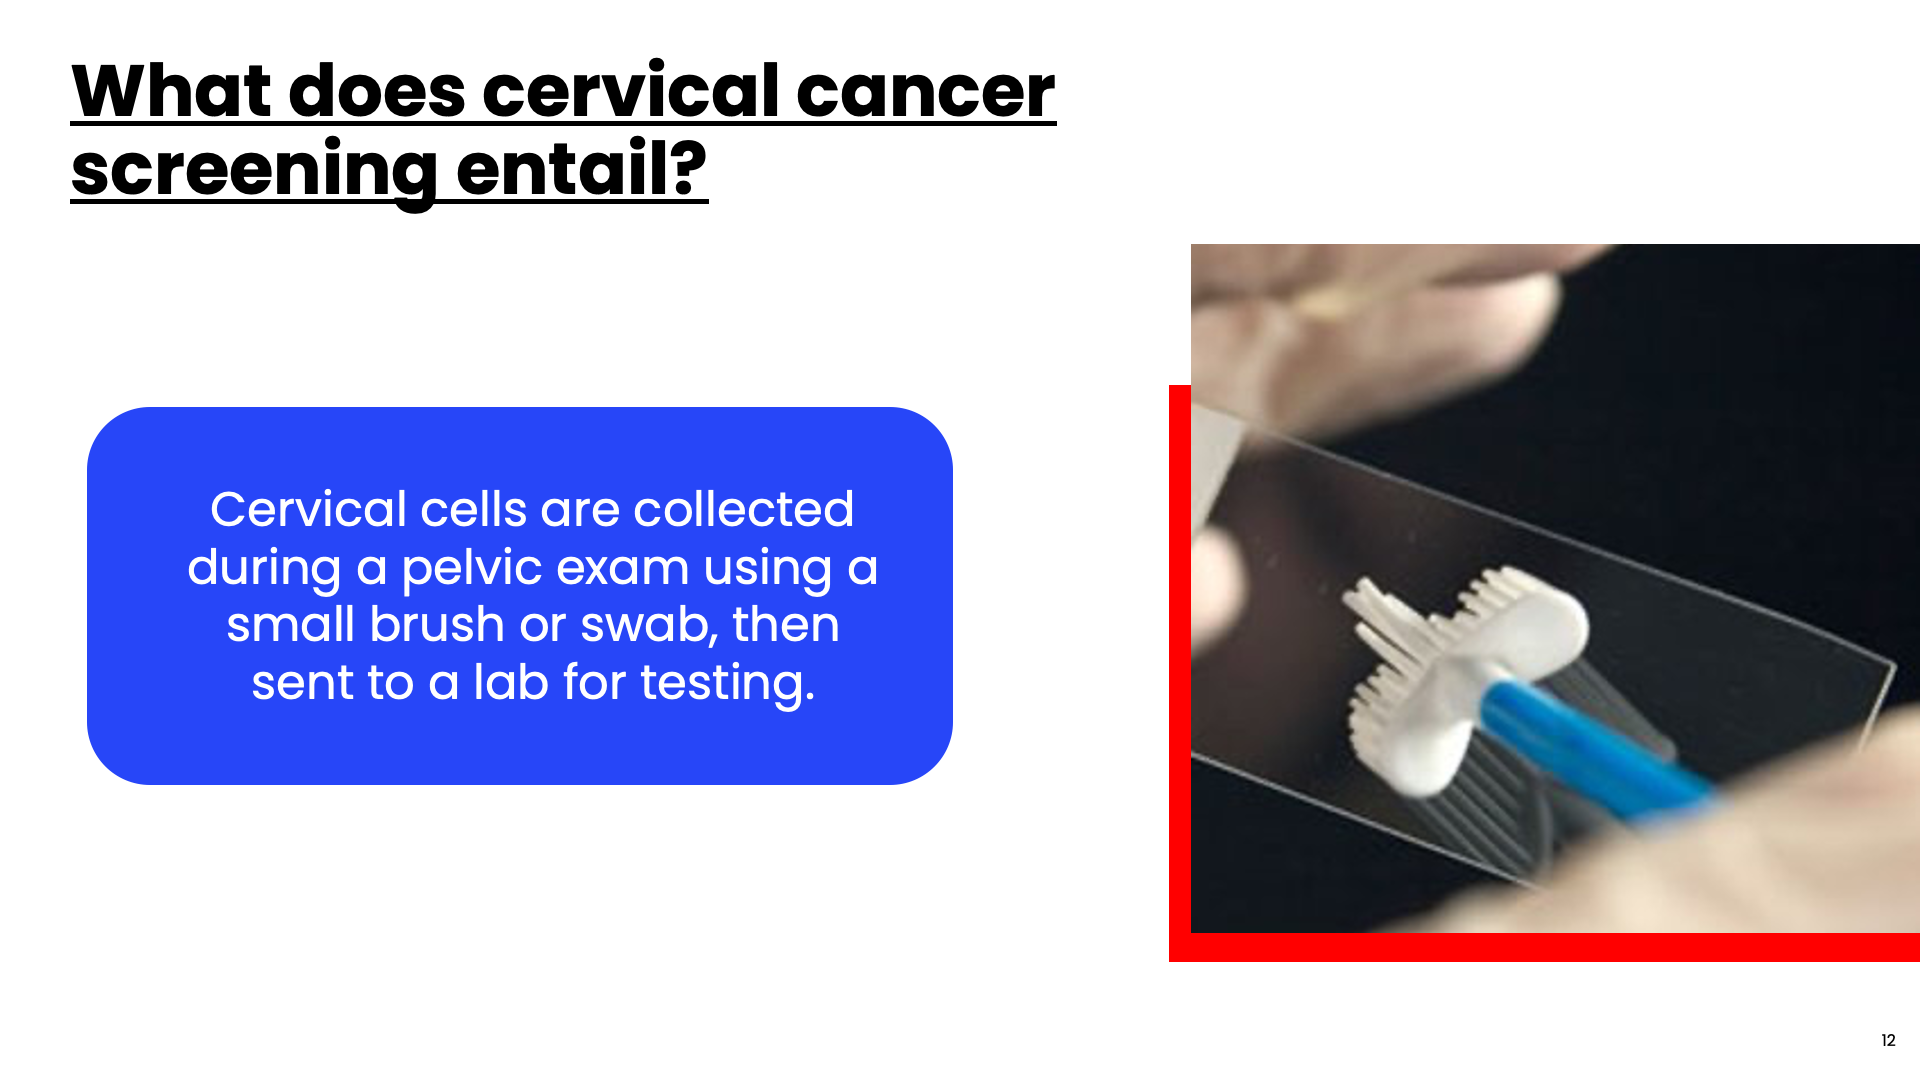 What does cervical cancer
screening entail?
Cervical cells are collected
during a pelvic exam using a
small brush or swab, then
sent to a lab for testing.
12